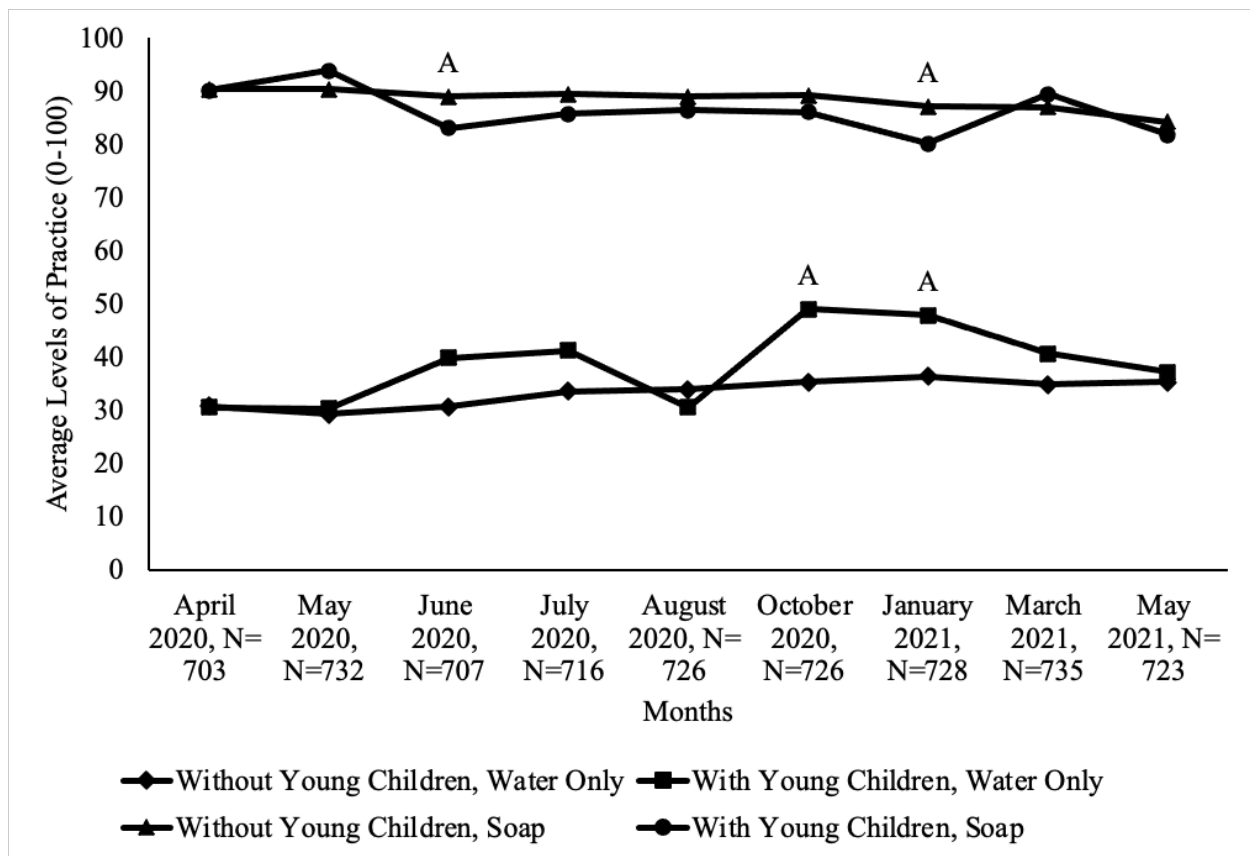 100
90
80
70
60
50
40
30
20
10
0
Average Levels of Practice (0-100)
A
A
A
A
April
2020, N=
703
May
2020,
N=732
June
2020,
N=707
July
2020,
N=716
August
2020, N=
726
October
2020,
N=726
January
2021,
N=728
March
2021,
N=735
May
2021, N=
723
Months
Without Young Children, Water Only
With Young Children, Water Only
Without Young Children, Soap
With Young Children, Soap